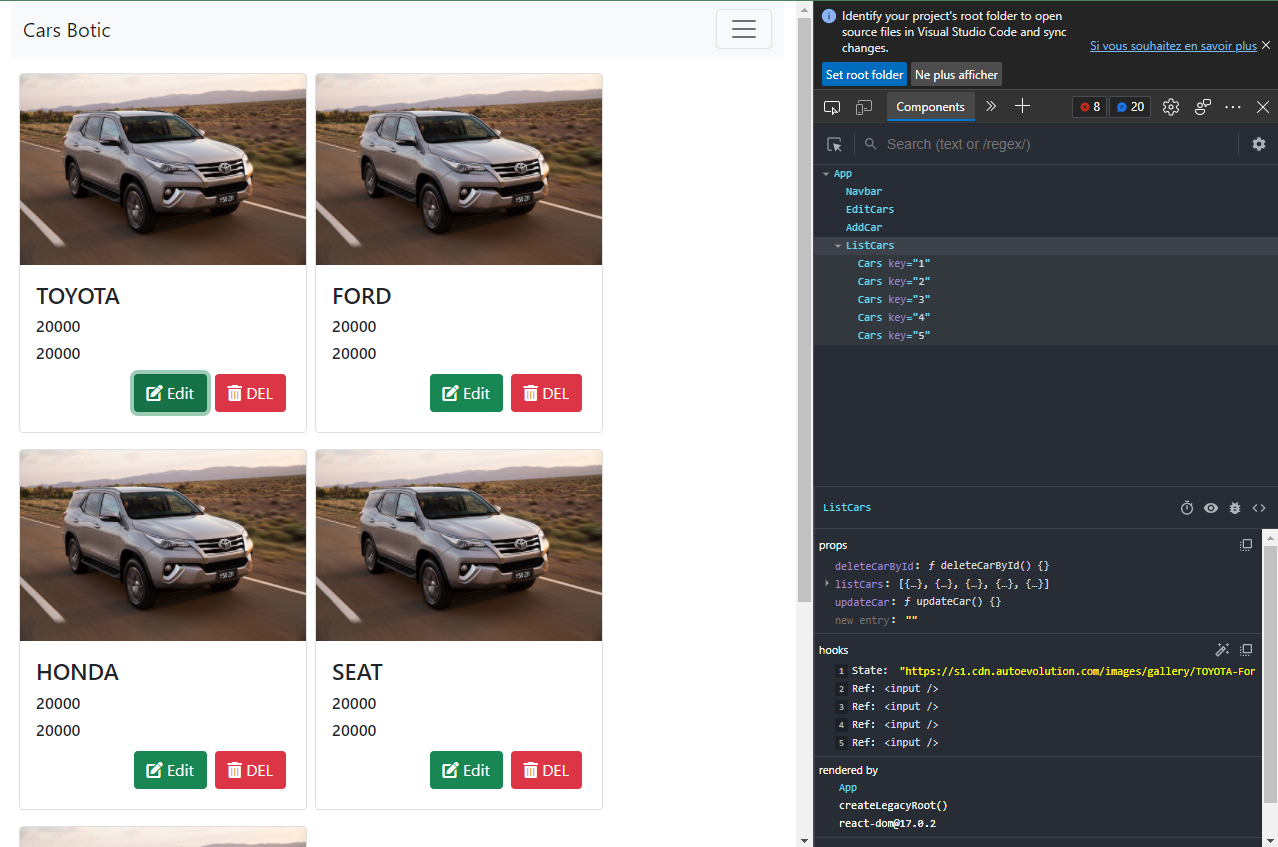 Cars Botic
TOYOTA
20000
20000
Edit
DEL
FORD
20000
20000
Edit
DEL
HONDA
20000
20000
Edit
DEL
SEAT
20000
20000
Edit
DEL
Identify your project's root folder to open
source files in Visual Studio Code and sync
changes.
Si vous souhaitez en savoir plus
Set root folder
Ne plus afficher
Components
8
20
Search (text or /regex/)
App
Navbar
EditCars
AddCar
ListCars
Cars key="1"
Cars key="2"
Cars key="3"
Cars key="4"
Cars key="5"
ListCars
props
deleteCarById: ƒ deleteCarById() {}
listCars: [{…}, {…}, {…}, {…}, {…}]
updateCar: ƒ updateCar() {}
new entry: ""
hooks
1 State: "https://s1.cdn.autoevolution.com/images/gallery/TOYOTA-For
2 Ref: <input />
3 Ref: <input />
4 Ref: <input />
5 Ref: <input />
rendered by
App
createLegacyRoot()
react-dom@17.0.2